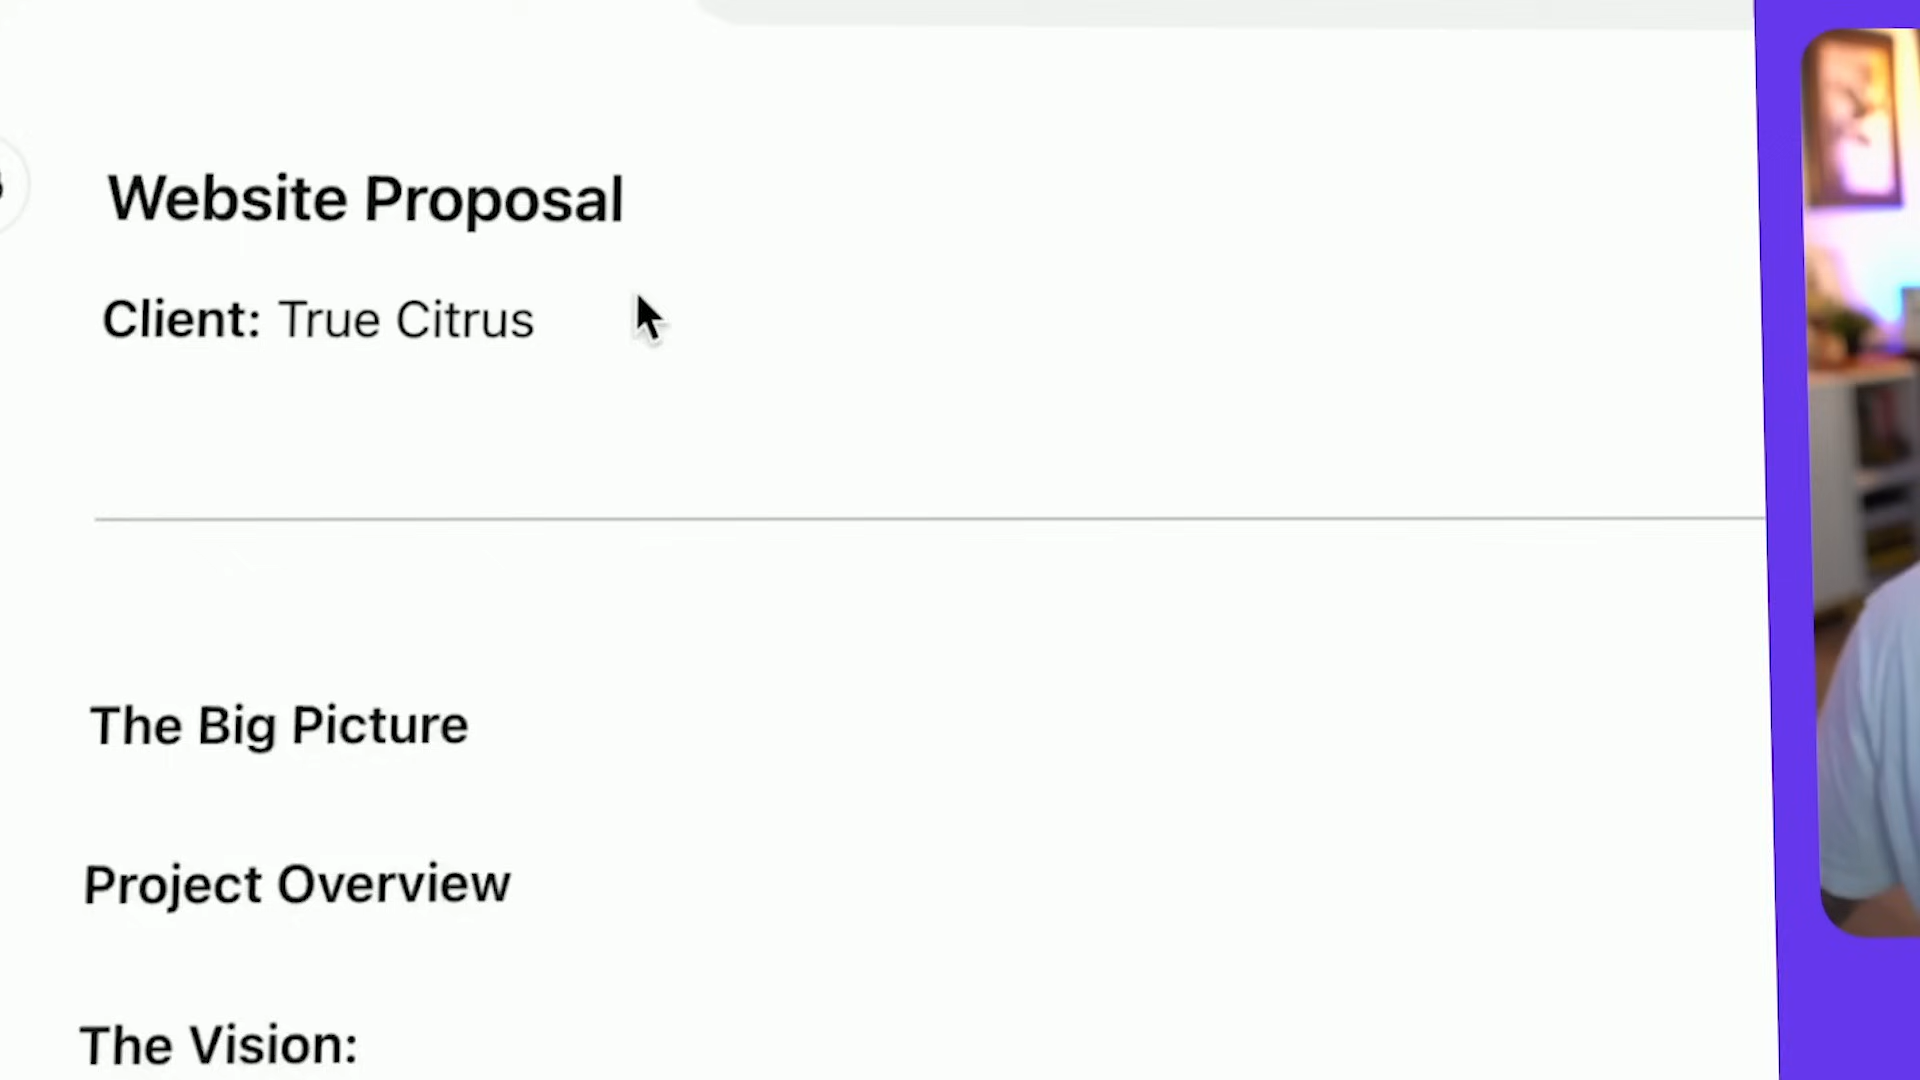 Website Proposal
Client: True Citrus
The Big Picture
Project Overview
The Vision: